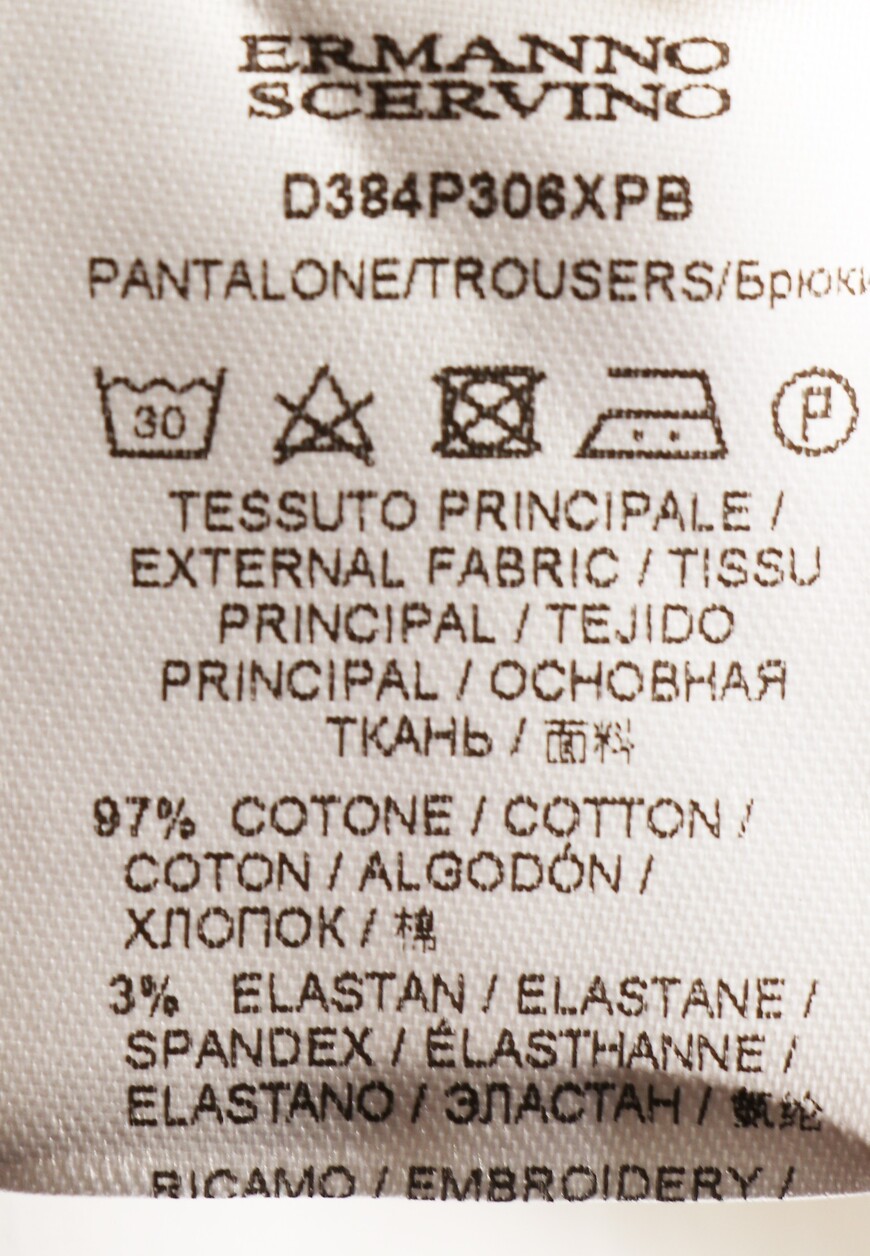 ERMANNO
SCERVINO
D384P306XPB
PANTALONE/TROUSERS/Брюки
30
P
TESSUTO PRINCIPALE /
EXTERNAL FABRIC / TISSU
PRINCIPAL / TEJIDO
PRINCIPAL / ОСНОВНАЯ
ТКАНЬ / 面料
97% COTONE / COTTON /
COTON / ALGODÓN /
ХЛОПОК / 棉
3% ELASTAN / ELASTANE /
SPANDEX / ÉLASTHANNE /
ELASTANO / ЭЛАСТАН / 氨纶
RICAMO / EMBROIDERY /